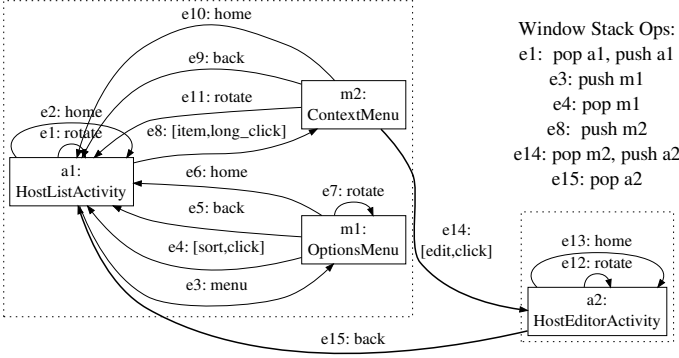 e10: home
e9: back
e11: rotate
e2: home
e1: rotate
e8: [item,long_click]
m2:
ContextMenu
a1:
HostListActivity
e6: home
e5: back
e4: [sort,click]
e3: menu
e7: rotate
m1:
OptionsMenu
e14:
[edit,click]
e15: back
Window Stack Ops:
e1: pop a1, push a1
e3: push m1
e4: pop m1
e8: push m2
e14: pop m2, push a2
e15: pop a2
e13: home
e12: rotate
a2:
HostEditorActivity